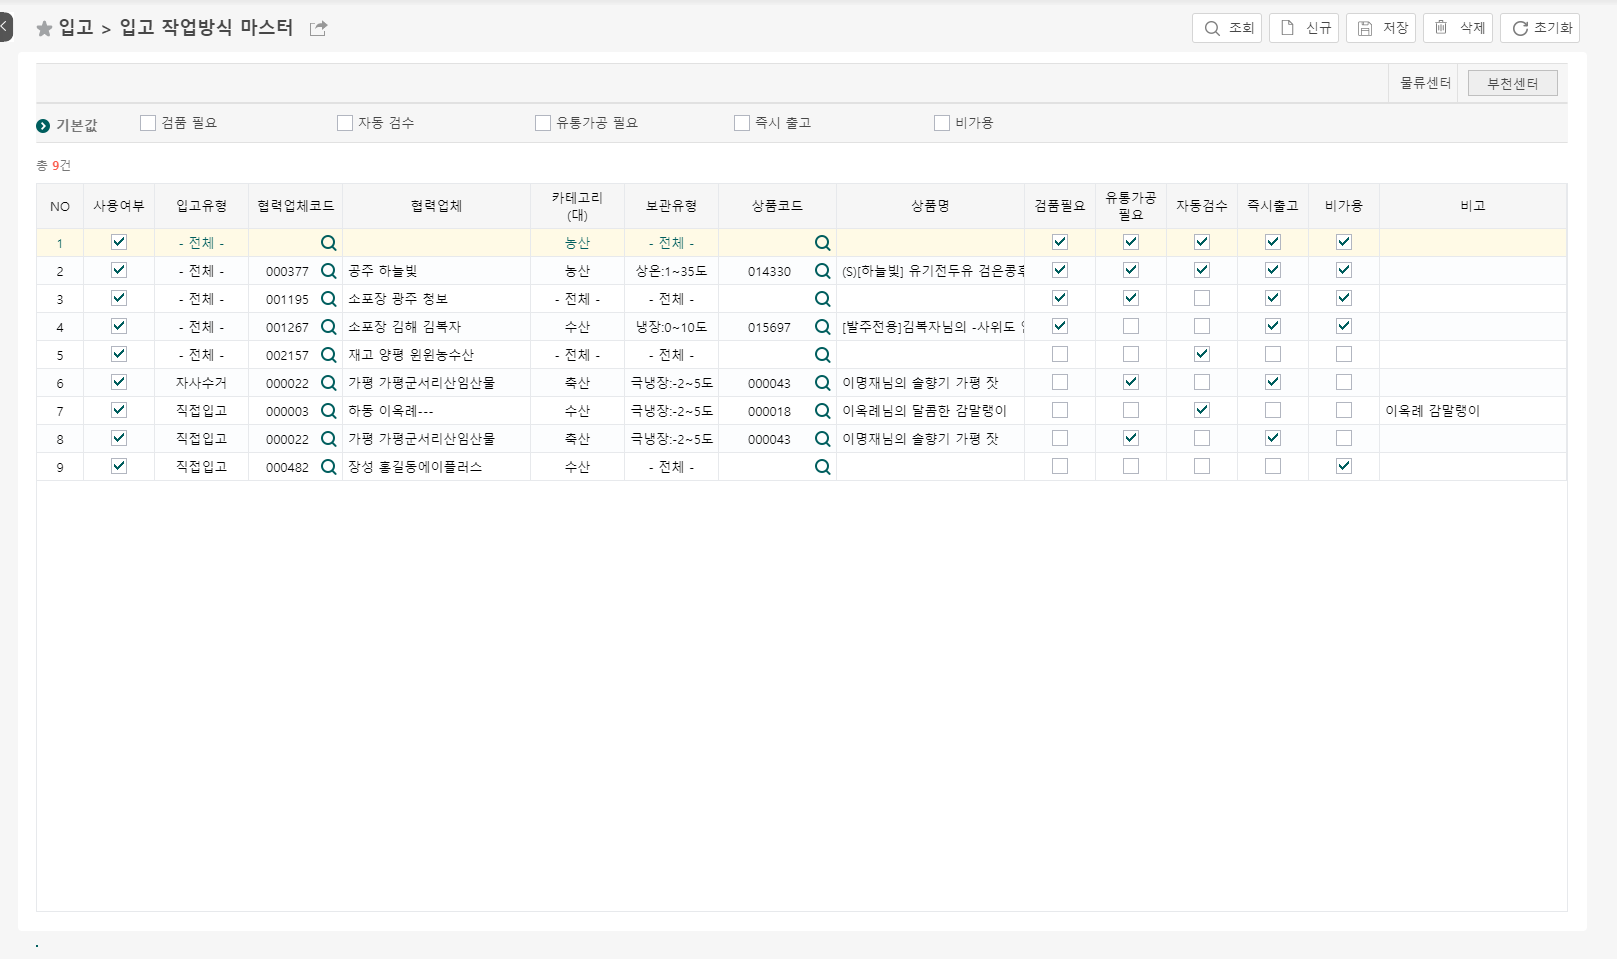 입고 > 입고 작업방식 마스터
조회 신규 저장 삭제 초기화
물류센터 부천센터
기본값 검품 필요 자동 검수 유통가공 필요 즉시 출고 비가용
총 9건
NO 사용여부 입고유형 협력업체코드 협력업체 카테고리(대) 보관유형 상품코드 상품명 검품필요 유통가공필요 자동검수 즉시출고 비가용 비고
1 - 전체 - 농산 - 전체 -
2 - 전체 - 000377 공주 하늘빛 농산 상온:1~35도 014330 (S)[하늘빛] 유기전두유 검은콩후
3 - 전체 - 001195 소포장 광주 청보 - 전체 - - 전체 -
4 - 전체 - 001267 소포장 김해 김복자 수산 냉장:0~10도 015697 [발주전용]김복자님의 -사위도
5 - 전체 - 002157 재고 양평 윈윈농수산 - 전체 - - 전체 -
6 자사수거 000022 가평 가평군서리산임산물 축산 극냉장:-2~5도 000043 이명재님의 솔향기 가평 잣
7 직접입고 000003 하동 이옥례--- 수산 극냉장:-2~5도 000018 이옥례님의 달콤한 감말랭이 이옥례 감말랭이
8 직접입고 000022 가평 가평군서리산임산물 축산 극냉장:-2~5도 000043 이명재님의 솔향기 가평 잣
9 직접입고 000482 장성 홍길동에이플러스 수산 - 전체 -